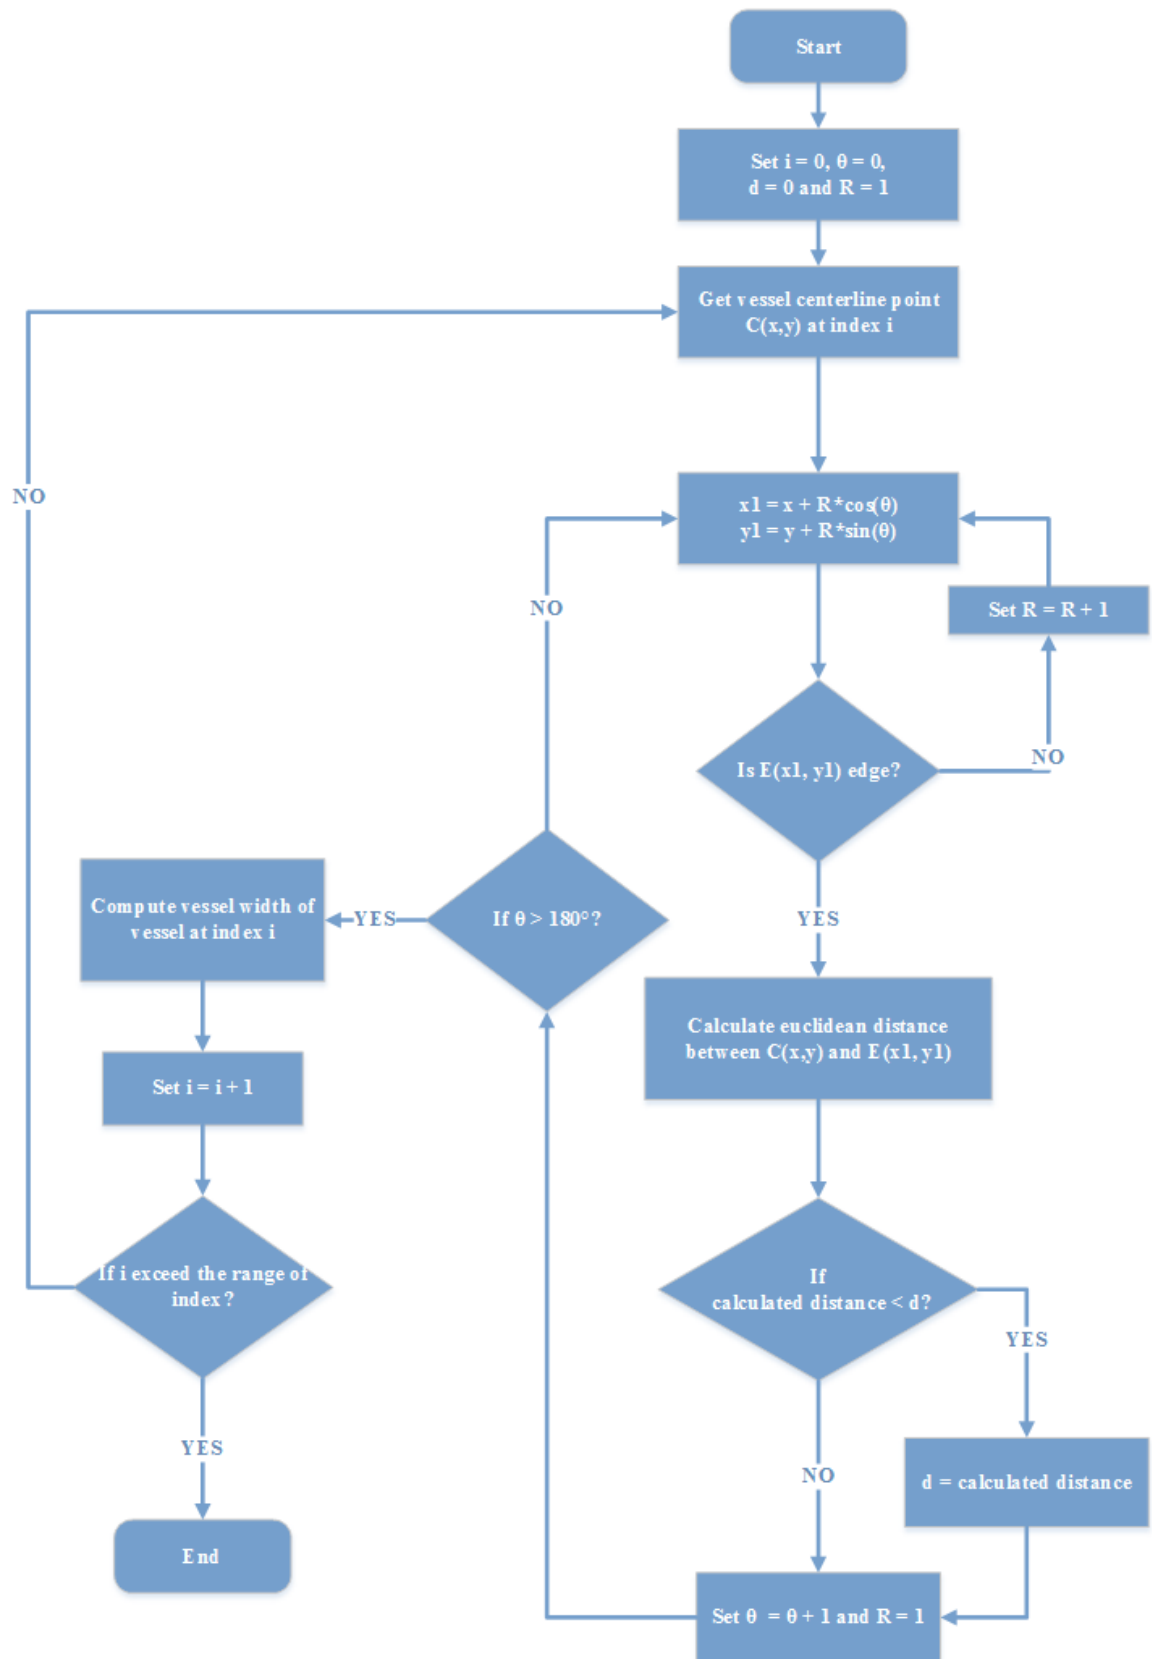 Start
Set i = 0, θ = 0,
d = 0 and R = 1
Get vessel centerline point
C(x,y) at index i
NO
x1 = x + R*cos(θ)
y1 = y + R*sin(θ)
NO
Set R = R + 1
Is E(x1, y1) edge?
NO
Compute vessel width of
vessel at index i
YES
If θ > 180°?
YES
Calculate euclidean distance
between C(x,y) and E(x1, y1)
Set i = i + 1
If i exceed the range of
index?
If
calculated distance < d?
YES
YES
NO
d = calculated distance
End
Set θ = θ + 1 and R = 1